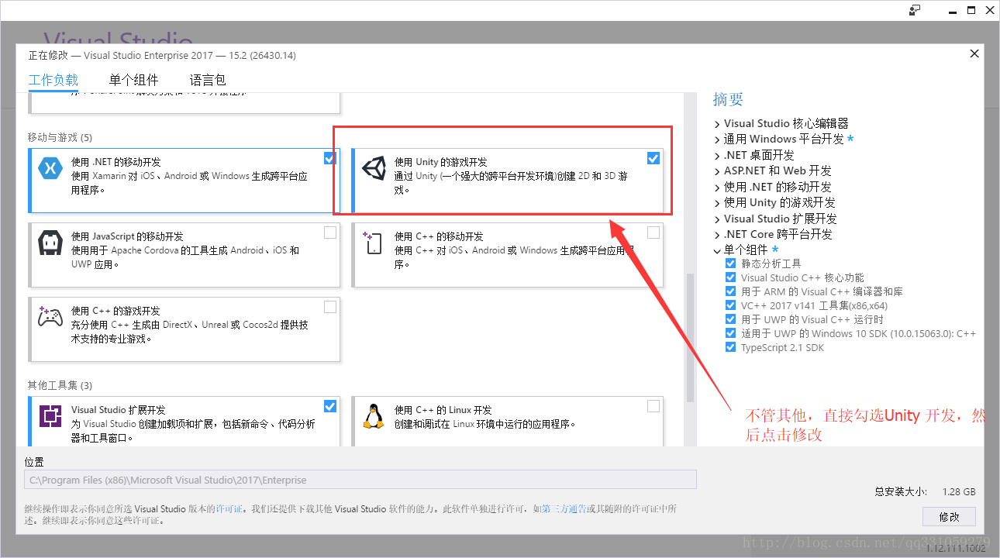 Visual Studio
正在修改 — Visual Studio Enterprise 2017 — 15.2 (26430.14)
工作负载 单个组件 语言包
移动与游戏 (5)
使用 .NET 的移动开发
使用 Xamarin 对 iOS、Android 或 Windows 生成跨平台应
用程序。
使用 Unity 的游戏开发
通过 Unity (一个强大的跨平台开发环境)创建 2D 和 3D 游
戏。
使用 JavaScript 的移动开发
使用用于 Apache Cordova 的工具生成 Android、iOS 和
UWP 应用。
使用 C++ 的移动开发
使用 C++ 对 iOS、Android 或 Windows 生成跨平台应用程
序。
使用 C++ 的游戏开发
充分使用 C++ 生成由 DirectX、Unreal 或 Cocos2d 提供技
术支持的专业游戏。
其他工具集 (3)
Visual Studio 扩展开发
为 Visual Studio 创建加载项和扩展，包括新命令、代码分析
器和工具窗口。
使用 C++ 的 Linux 开发
创建和调试在 Linux 环境中运行的应用程序。
摘要
Visual Studio 核心编辑器
通用 Windows 平台开发 *
.NET 桌面开发
ASP.NET 和 Web 开发
使用 .NET 的移动开发
使用 Unity 的游戏开发
Visual Studio 扩展开发
.NET Core 跨平台开发
单个组件 *
静态分析工具
Visual Studio C++ 核心功能
用于 ARM 的 Visual C++ 编译器和库
VC++ 2017 v141 工具集(x86,x64)
用于 UWP 的 Visual C++ 运行时
适用于 UWP 的 Windows 10 SDK (10.0.15063.0): C++
TypeScript 2.1 SDK
不管其他，直接勾选Unity 开发，然
后点击修改
位置
C:\Program Files (x86)\Microsoft Visual Studio\2017\Enterprise
总安装大小: 1.28 GB
继续操作即表示你同意所选 Visual Studio 版本的许可证。我们还提供下载其他 Visual Studio 软件的能力。此软件单独进行许可，如第三方通告或其随附的许可证中所
述。继续即表示你同意这些许可证。
修改
http://blog.csdn.net/qq331059279
1.12.111.1002